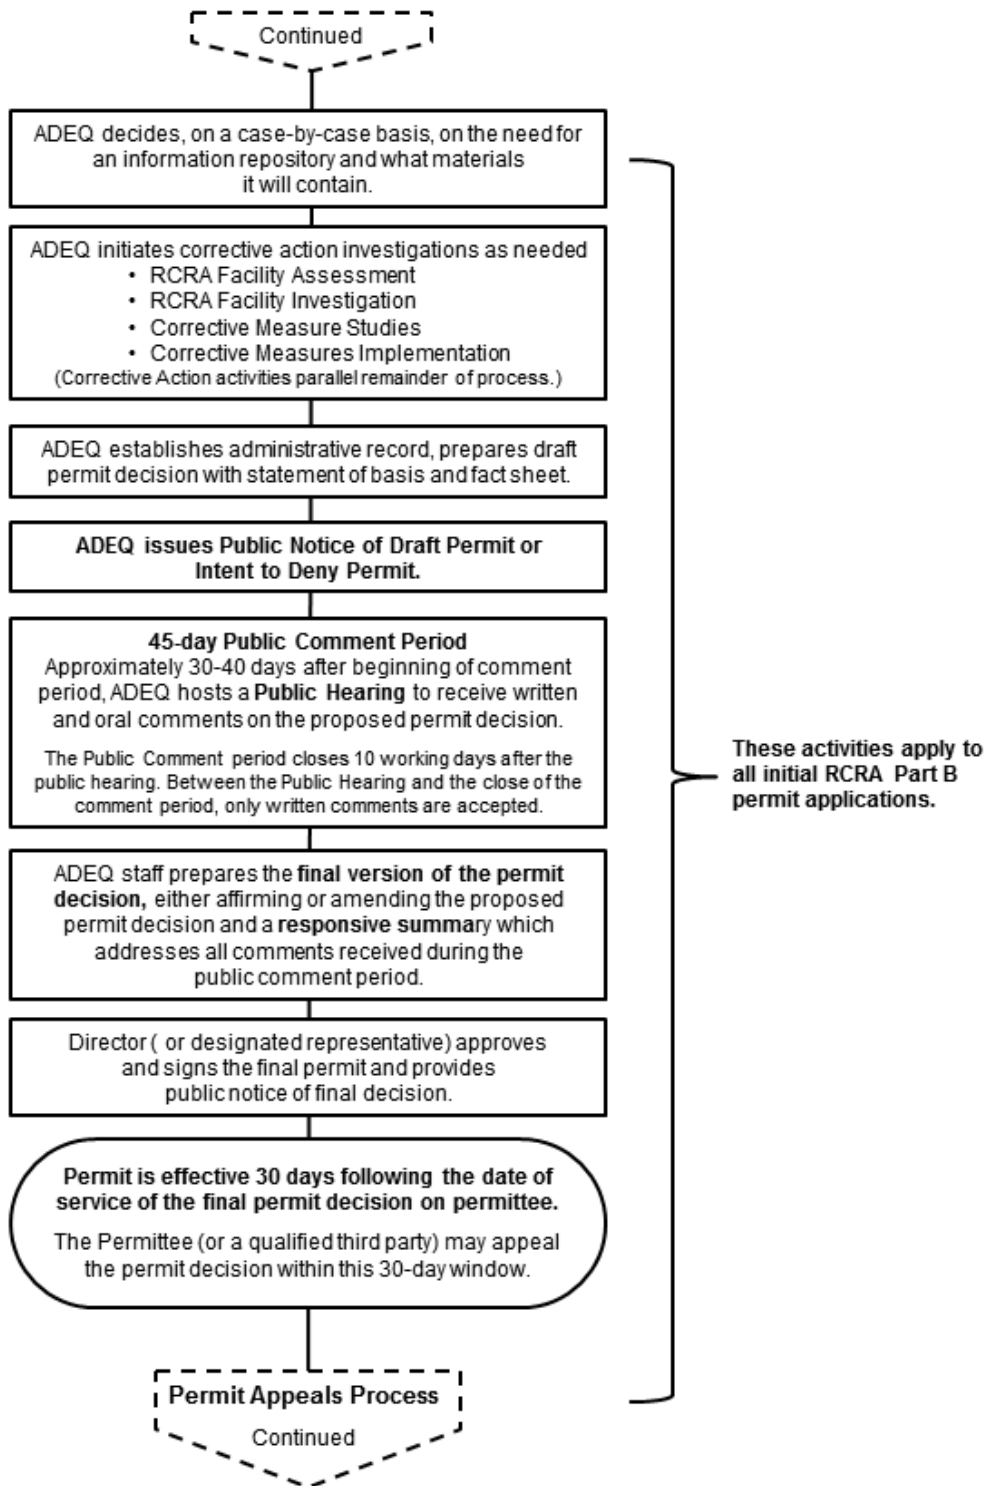 Continued
ADEQ decides, on a case-by-case basis, on the need for
an information repository and what materials
it will contain.
ADEQ initiates corrective action investigations as needed
• RCRA Facility Assessment
• RCRA Facility Investigation
• Corrective Measure Studies
• Corrective Measures Implementation
(Corrective Action activities parallel remainder of process.)
ADEQ establishes administrative record, prepares draft
permit decision with statement of basis and fact sheet.
ADEQ issues Public Notice of Draft Permit or
Intent to Deny Permit.
45-day Public Comment Period
Approximately 30-40 days after beginning of comment
period, ADEQ hosts a Public Hearing to receive written
and oral comments on the proposed permit decision.
The Public Comment period closes 10 working days after the
public hearing. Between the Public Hearing and the close of the
comment period, only written comments are accepted.
ADEQ staff prepares the final version of the permit
decision, either affirming or amending the proposed
permit decision and a responsive summary which
addresses all comments received during the
public comment period.
Director ( or designated representative) approves
and signs the final permit and provides
public notice of final decision.
Permit is effective 30 days following the date of
service of the final permit decision on permittee.
The Permittee (or a qualified third party) may appeal
the permit decision within this 30-day window.
Permit Appeals Process
Continued
These activities apply to
all initial RCRA Part B
permit applications.